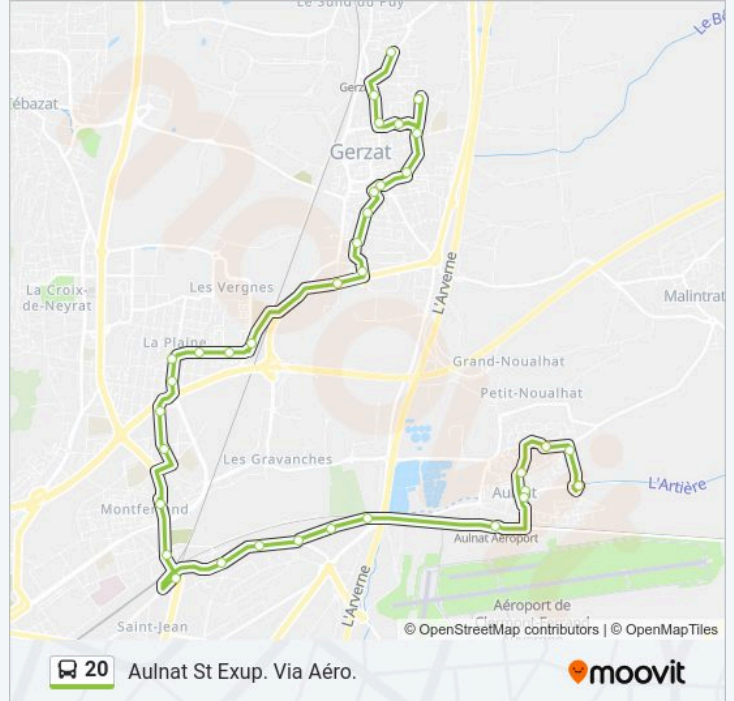 Le Sund du Puy
Le Bé
Gerz
Cébazat
Gerzat
L'Arverne
La Croix-
de-Neyrat
Les Vergnes
Malintrat
La Plaine
Grand-Noualhat
Petit-Noualhat
Les Gravanches
L'Artière
Montferrand
Aulnat
Aulnat Aéroport
L'Arverne
Aéroport de
Saint-Jean
© OpenStreetMap contributors | © OpenMapTiles
20 Aulnat St Exup. Via Aéro.
moovit